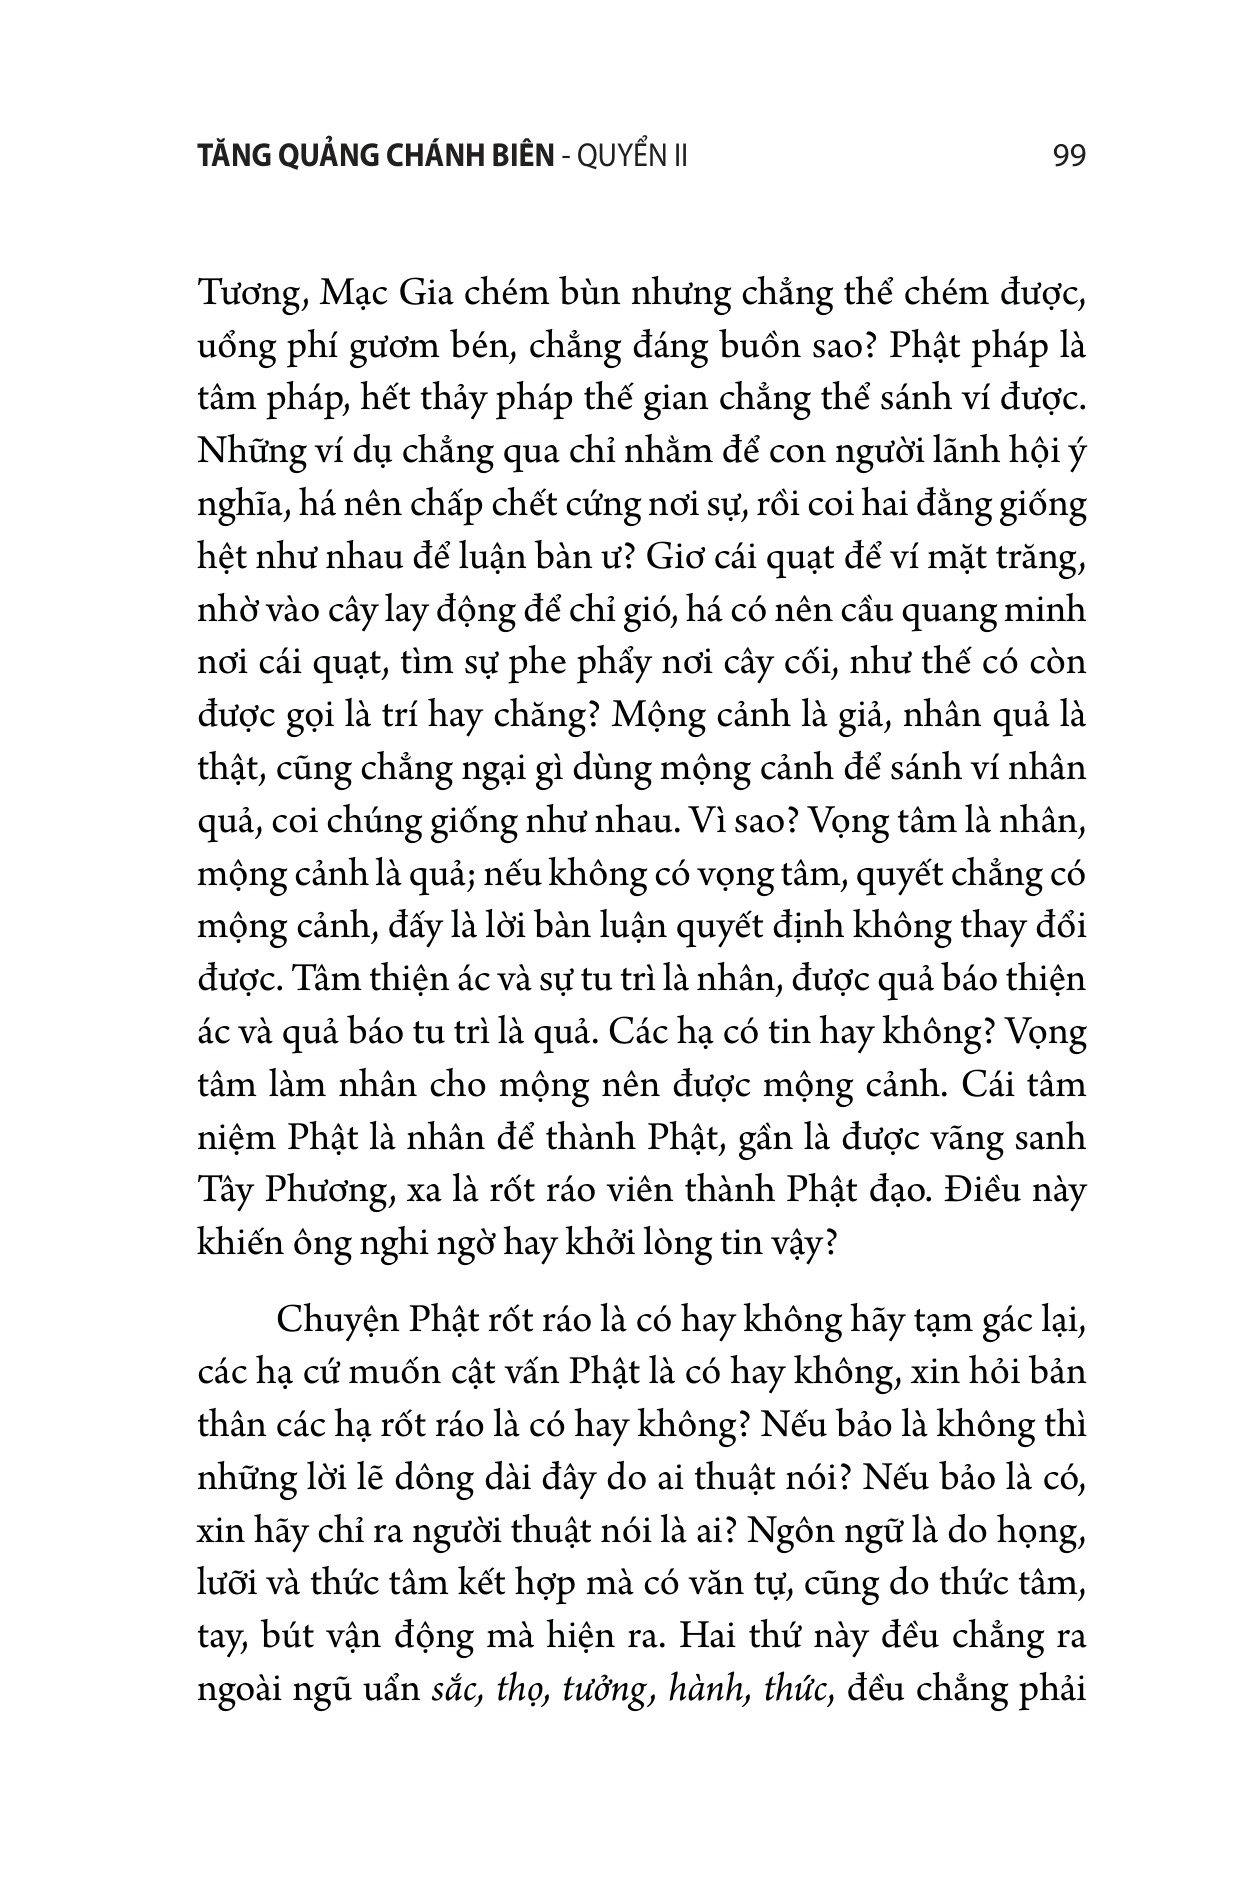 TĂNG QUẢNG CHÁNH BIÊN - QUYỂN II 99
Tương, Mạc Gia chém bùn nhưng chẳng thể chém được,
uổng phí gươm bén, chẳng đáng buồn sao? Phật pháp là
tâm pháp, hết thảy pháp thế gian chẳng thể sánh ví được.
Những ví dụ chẳng qua chỉ nhằm để con người lãnh hội ý
nghĩa, há nên chấp chết cứng nơi sự, rồi coi hai đằng giống
hệt như nhau để luận bàn ư? Giơ cái quạt để ví mặt trăng,
nhờ vào cây lay động để chỉ gió, há có nên cầu quang minh
nơi cái quạt, tìm sự phe phẩy nơi cây cối, như thế có còn
được gọi là trí hay chăng? Mộng cảnh là giả, nhân quả là
thật, cũng chẳng ngại gì dùng mộng cảnh để sánh ví nhân
quả, coi chúng giống như nhau. Vì sao? Vọng tâm là nhân,
mộng cảnh là quả; nếu không có vọng tâm, quyết chẳng có
mộng cảnh, đấy là lời bàn luận quyết định không thay đổi
được. Tâm thiện ác và sự tu trì là nhân, được quả báo thiện
ác và quả báo tu trì là quả. Các hạ có tin hay không? Vọng
tâm làm nhân cho mộng nên được mộng cảnh. Cái tâm
niệm Phật là nhân để thành Phật, gần là được vãng sanh
Tây Phương, xa là rốt ráo viên thành Phật đạo. Điều này
khiến ông nghi ngờ hay khởi lòng tin vậy?
Chuyện Phật rốt ráo là có hay không hãy tạm gác lại,
các hạ cứ muốn cật vấn Phật là có hay không, xin hỏi bản
thân các hạ rốt ráo là có hay không? Nếu bảo là không thì
những lời lẽ dông dài đây do ai thuật nói? Nếu bảo là có,
xin hãy chỉ ra người thuật nói là ai? Ngôn ngữ là do họng,
lưỡi và thức tâm kết hợp mà có văn tự, cũng do thức tâm,
tay, bút vận động mà hiện ra. Hai thứ này đều chẳng ra
ngoài ngũ uẩn sắc, thọ, tưởng, hành, thức, đều chẳng phải